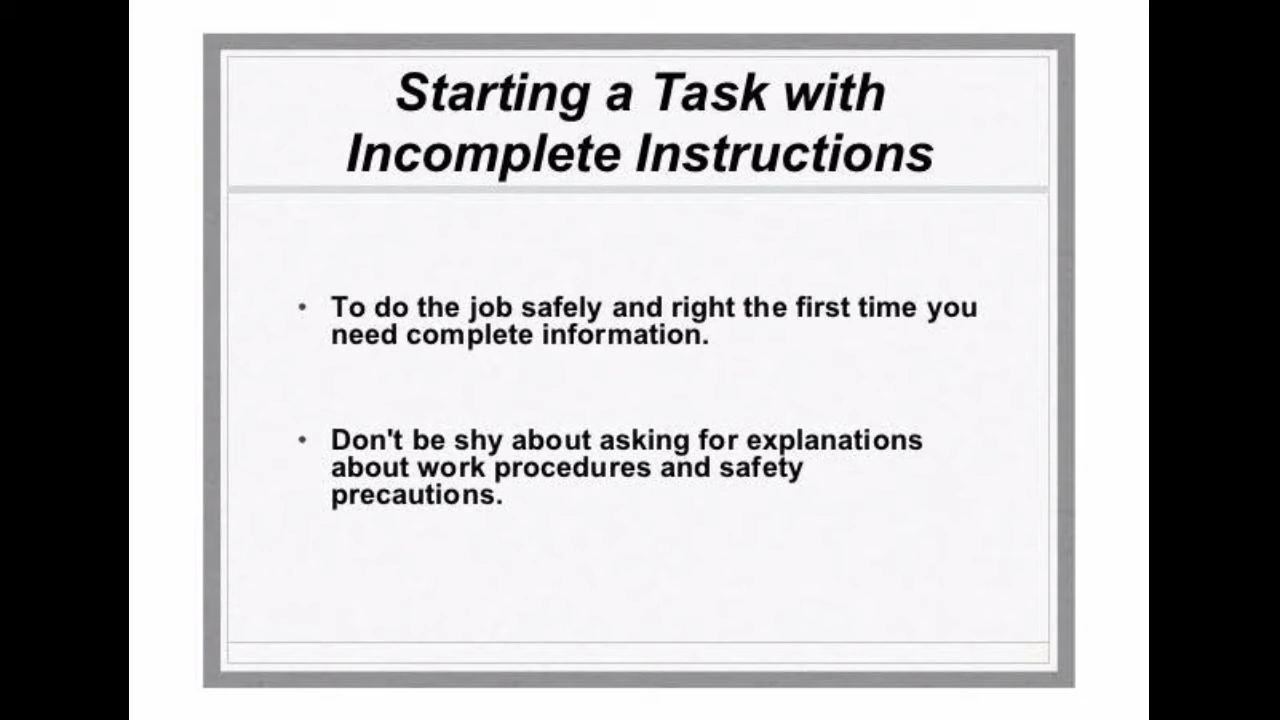 Starting a Task with
Incomplete Instructions
• To do the job safely and right the first time you
need complete information.
• Don't be shy about asking for explanations
about work procedures and safety
precautions.